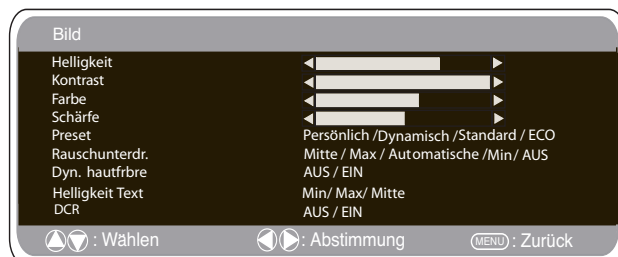 Bild
Helligkeit
Kontrast
Farbe
Schärfe
Preset Persönlich /Dynamisch /Standard / ECO
Rauschunterdr. Mitte / Max / Automatische /Min/ AUS
Dyn. hautfrbre AUS / EIN
Helligkeit Text Min/ Max/ Mitte
DCR AUS / EIN
: Wählen : Abstimmung MENU : Zurück